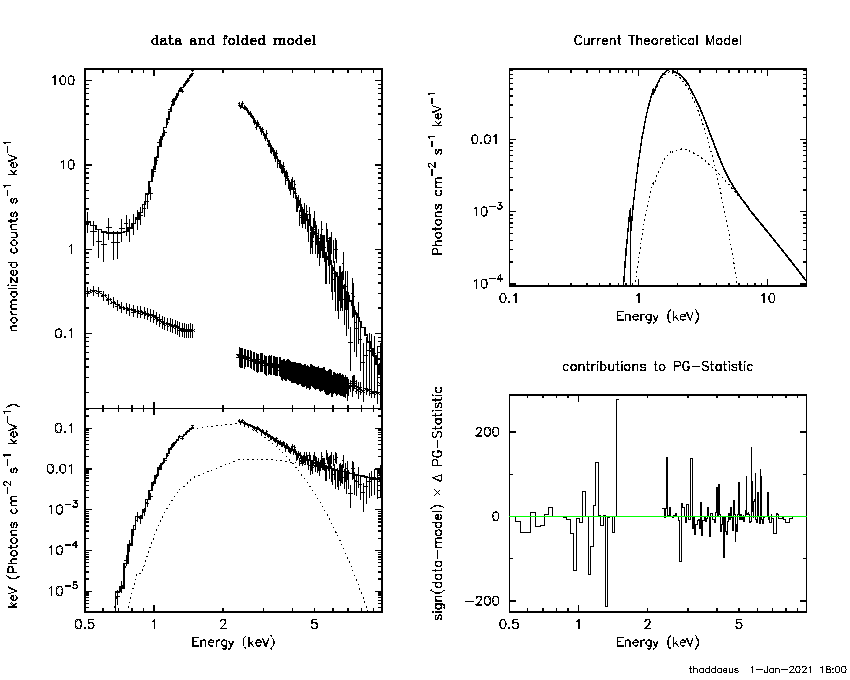 data and folded model
100
10
1
0.1
normalized counts s⁻¹ keV⁻¹
0.1
0.01
10⁻³
10⁻⁴
10⁻⁵
keV (Photons cm⁻² s⁻¹ keV⁻¹)
0.5 1 2 5
Energy (keV)
Current Theoretical Model
0.01
10⁻³
10⁻⁴
Photons cm⁻² s⁻¹ keV⁻¹
0.1 1 10
Energy (keV)
contributions to PG-Statistic
200
0
-200
sign(data-model) × Δ PG-Statistic
0.5 1 2 5
Energy (keV)
thaddaeus 1-Jan-2021 18:00